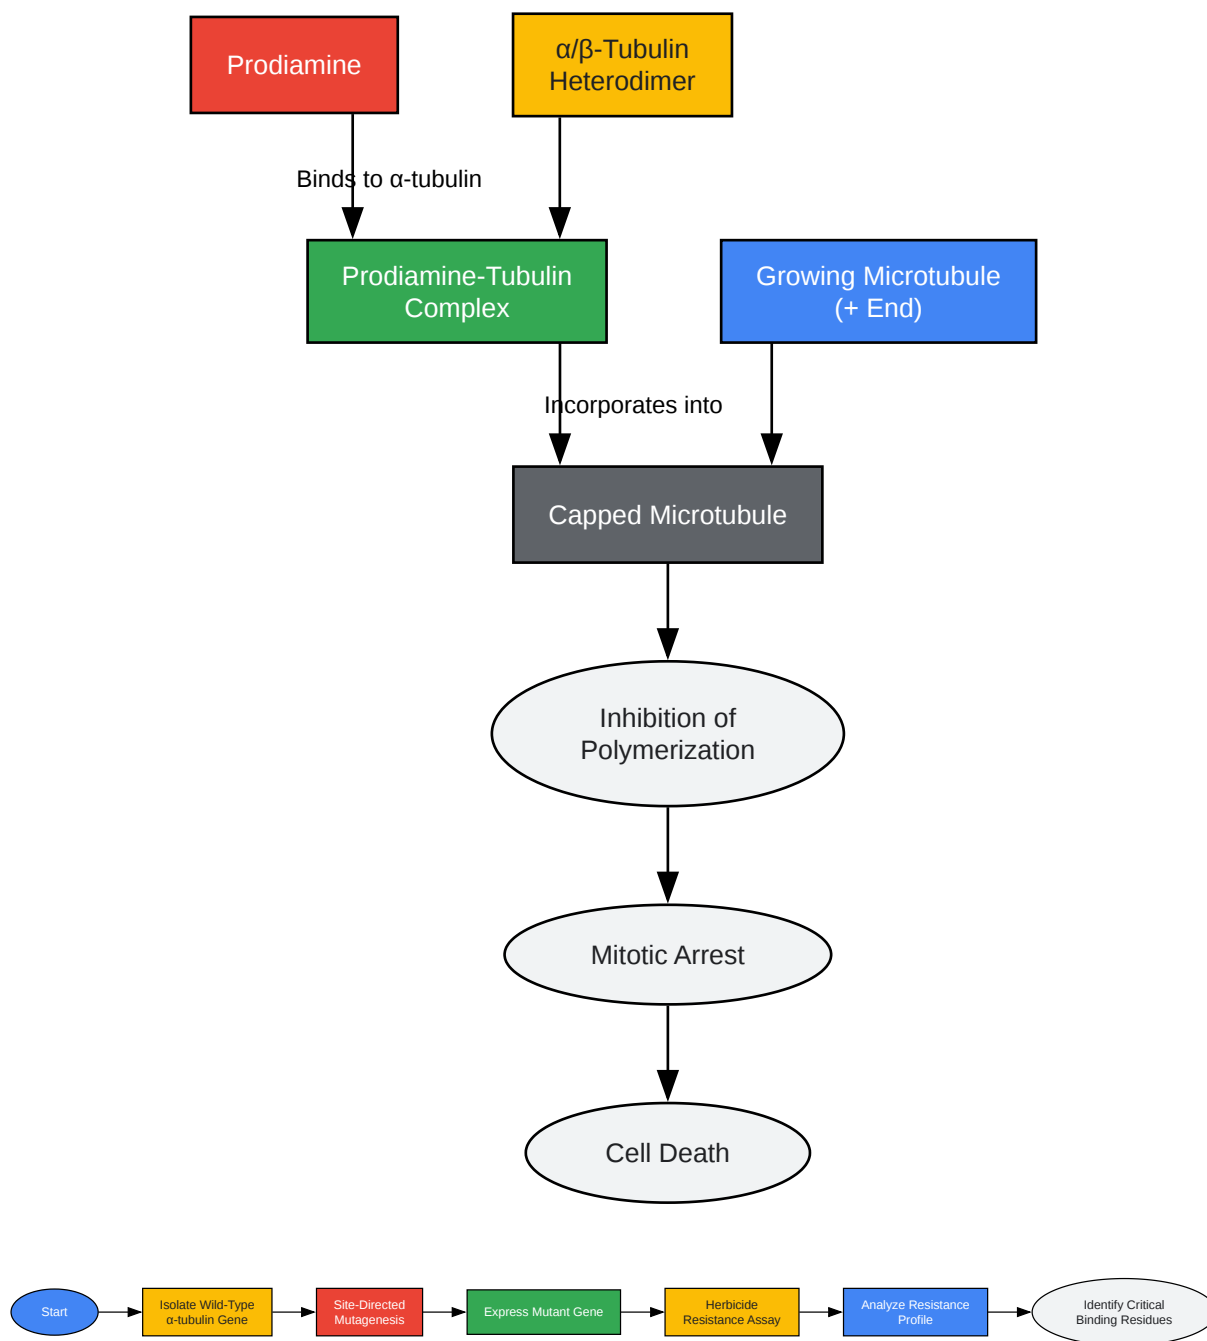 Prodiamine
α/β-Tubulin
Heterodimer
Binds to α-tubulin
Prodiamine-Tubulin
Complex
Growing Microtubule
(+ End)
Incorporates into
Capped Microtubule
Inhibition of
Polymerization
Mitotic Arrest
Cell Death
Start
Isolate Wild-Type
α-tubulin Gene
Site-Directed
Mutagenesis
Express Mutant Gene
Herbicide
Resistance Assay
Analyze Resistance
Profile
Identify Critical
Binding Residues